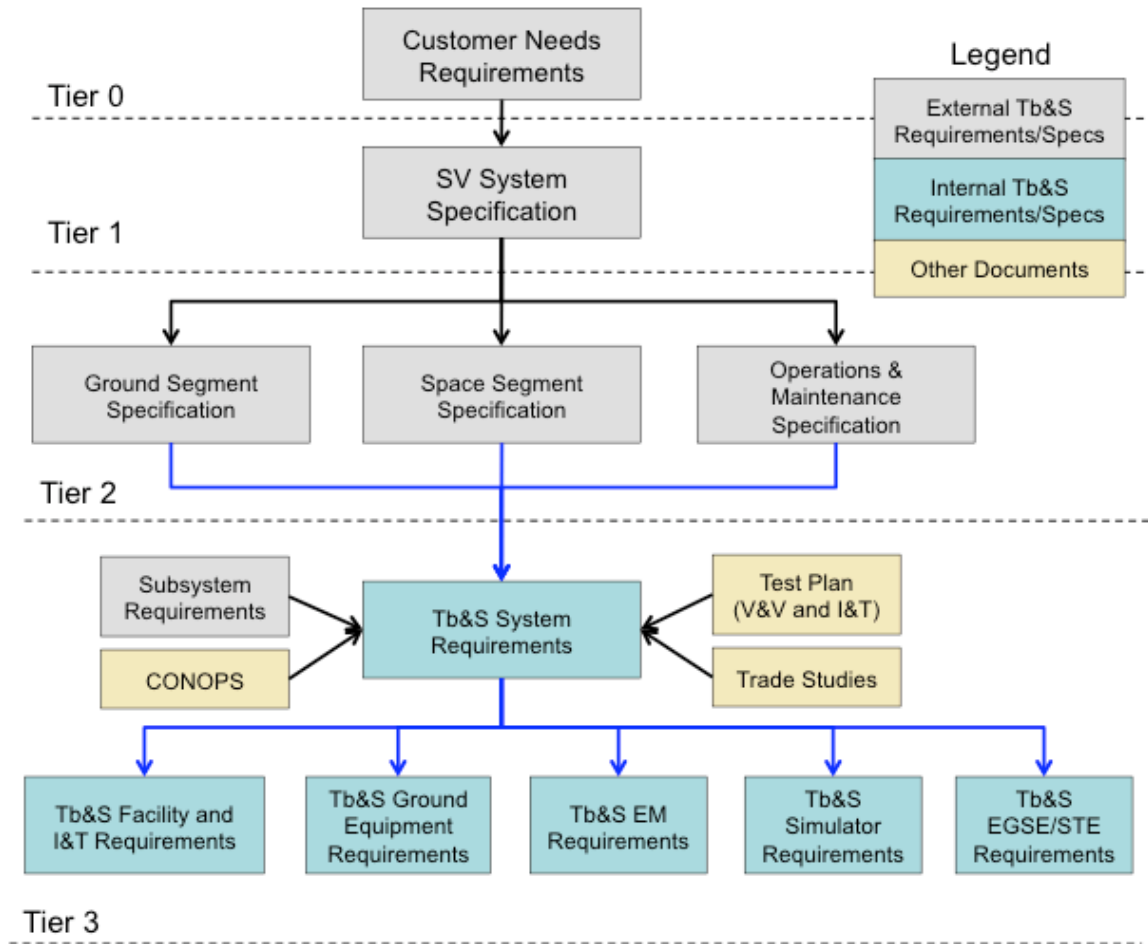 Customer Needs
Requirements
Legend
Tier 0
External Tb&S
Requirements/Specs
SV System
Specification
Internal Tb&S
Requirements/Specs
Tier 1
Other Documents
Ground Segment
Specification
Space Segment
Specification
Operations &
Maintenance
Specification
Tier 2
Subsystem
Requirements
Tb&S System
Requirements
Test Plan
(V&V and I&T)
CONOPS
Trade Studies
Tb&S Facility and
I&T Requirements
Tb&S Ground
Equipment
Requirements
Tb&S EM
Requirements
Tb&S
Simulator
Requirements
Tb&S
EGSE/STE
Requirements
Tier 3